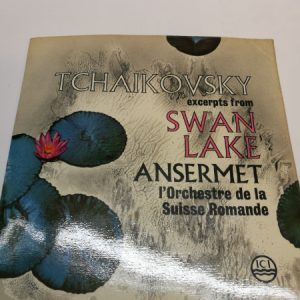 TCHAIKOVSKY
excerpts from
SWAN
LAKE
ANSERMET
l'Orchestre de la
Suisse Romande